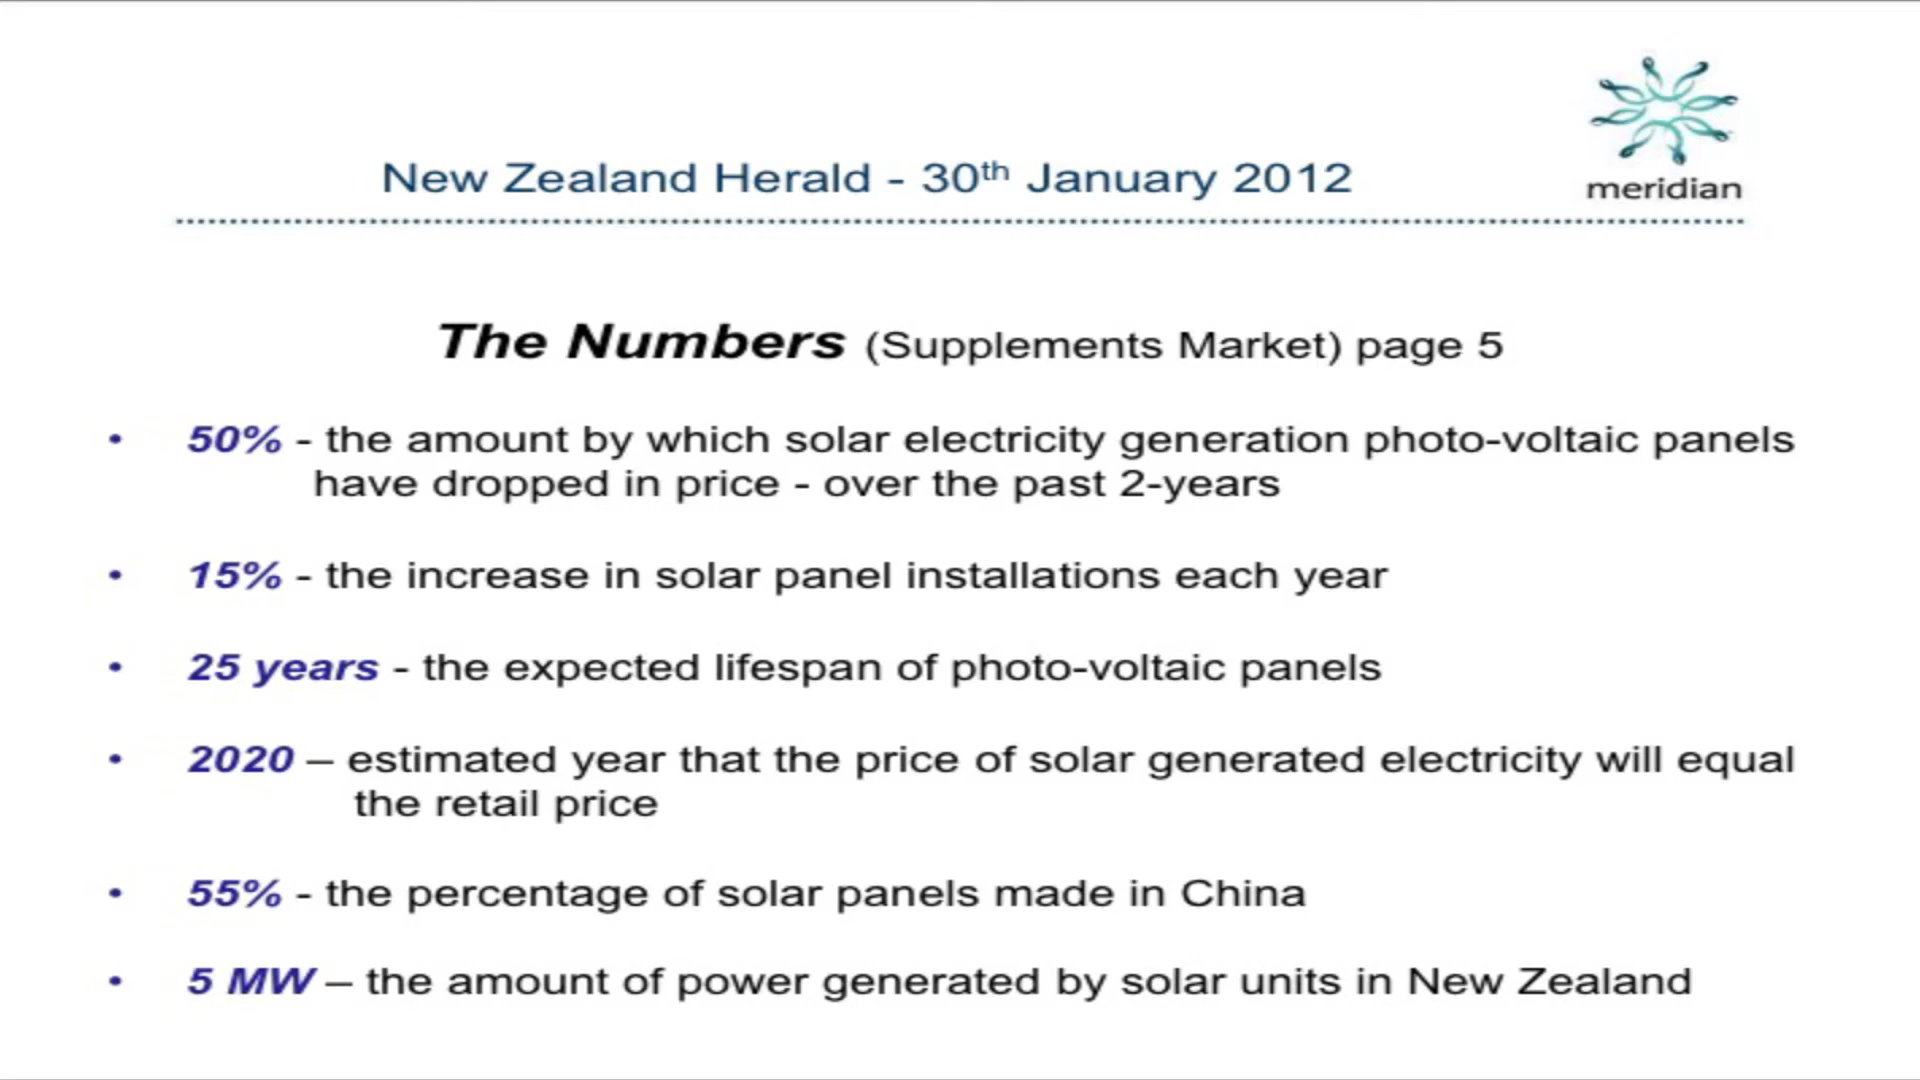 meridian
New Zealand Herald - 30th January 2012
The Numbers (Supplements Market) page 5
• 50% - the amount by which solar electricity generation photo-voltaic panels
have dropped in price - over the past 2-years
• 15% - the increase in solar panel installations each year
• 25 years - the expected lifespan of photo-voltaic panels
• 2020 – estimated year that the price of solar generated electricity will equal
the retail price
• 55% - the percentage of solar panels made in China
• 5 MW – the amount of power generated by solar units in New Zealand